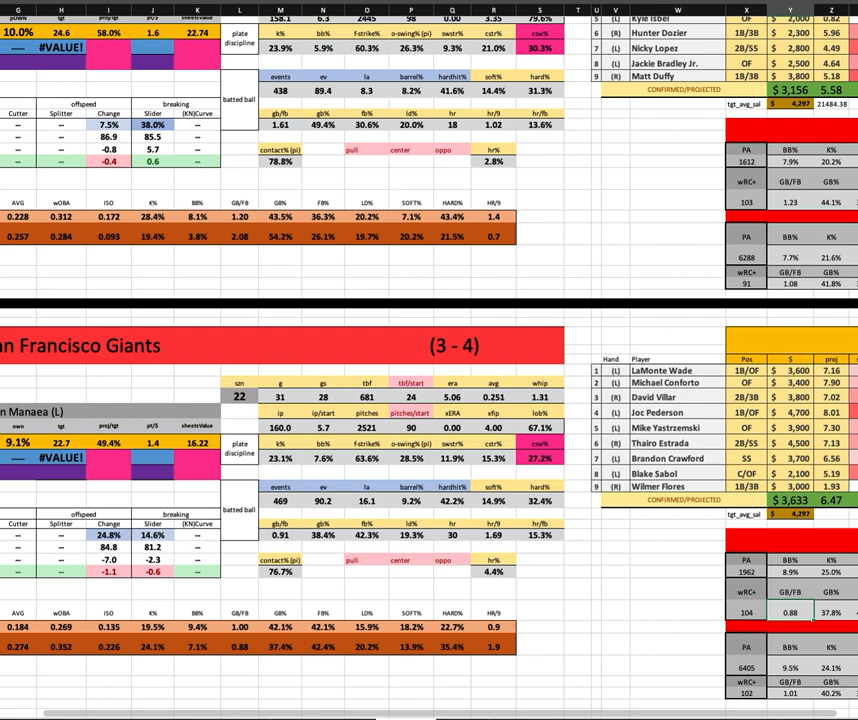 G H I J K L M N O P Q R S T U V W X Y Z
pown tgt proj/tgt pt/$ sheetsValue 158.1 6.3 2445 98 0.00 3.35 79.6% 5 (L) Kyle Isbel OF $ 2,000 0.82
10.0% 24.6 58.0% 1.6 22.74 plate discipline k% bb% f-strike% o-swing% (pi) swstr% cstr% csw% 6 (R) Hunter Dozier 1B/3B $ 2,300 5.96
----- #VALUE! 23.9% 5.9% 60.3% 26.3% 9.3% 21.0% 30.3% 7 (L) Nicky Lopez 2B/SS $ 2,800 4.49
8 (L) Jackie Bradley Jr. OF $ 2,500 4.64
events ev la barrel% hardhit% soft% hard% 9 (R) Matt Duffy 1B/3B $ 3,800 5.18
438 89.4 8.3 8.2% 41.6% 14.4% 31.3% CONFIRMED/PROJECTED $ 3,156 5.58
offspeed breaking batted ball gb/fb gb% fb% ld% hr hr/9 hr/fb tgt_avg_sal $ 4,297 21484.38
Cutter Splitter Change Slider (KN)Curve
-- -- 7.5% 38.0% -- 1.61 49.4% 30.6% 20.0% 18 1.02 13.6%
-- -- 86.9 85.5 --
-- -- -0.8 5.7 -- contact% (pi) pull center oppo hr% PA BB% K%
-- -- -0.4 0.6 -- 78.8% 2.8% 1612 7.9% 20.2%
wRC+ GB/FB GB%
AVG wOBA ISO K% BB% GB/FB GB% FB% LD% SOFT% HARD% HR/9 103 1.23 44.1%
0.228 0.312 0.172 28.4% 8.1% 1.20 43.5% 36.3% 20.2% 7.1% 43.4% 1.4
0.257 0.284 0.093 19.4% 3.8% 2.08 54.2% 26.1% 19.7% 20.2% 21.5% 0.7 PA BB% K%
6288 7.7% 21.6%
wRC+ GB/FB GB%
91 1.08 41.8%
an Francisco Giants (3 - 4)
Hand Player Pos $ proj
1 (L) LaMonte Wade 1B/OF $ 3,600 7.16
szn g gs tbf tbf/start era avg whip 2 (L) Michael Conforto OF $ 3,400 7.90
22 31 28 681 24 5.06 0.251 1.31 3 (R) David Villar 2B/3B $ 3,800 7.02
n Manaea (L) ip ip/start pitches pitches/start xERA xfip lob% 4 (L) Joc Pederson 1B/OF $ 4,700 8.01
own tgt proj/tgt pt/$ sheetsValue 160.0 5.7 2521 90 0.00 4.00 67.1% 5 (L) Mike Yastrzemski OF $ 3,900 7.30
9.1% 22.7 49.4% 1.4 16.22 plate discipline k% bb% f-strike% o-swing% (pi) swstr% cstr% csw% 6 (R) Thairo Estrada 2B/SS $ 4,500 7.13
----- #VALUE! 23.1% 7.6% 63.6% 28.5% 11.9% 15.3% 27.2% 7 (L) Brandon Crawford SS $ 3,700 6.56
8 (L) Blake Sabol C/OF $ 2,100 5.19
events ev la barrel% hardhit% soft% hard% 9 (R) Wilmer Flores 1B/3B $ 3,000 1.93
469 90.2 16.1 9.2% 42.2% 14.9% 32.4% CONFIRMED/PROJECTED $ 3,633 6.47
offspeed breaking batted ball tgt_avg_sal $ 4,297
Cutter Splitter Change Slider (KN)Curve gb/fb gb% fb% ld% hr hr/9 hr/fb
-- -- 24.8% 14.6% -- 0.91 38.4% 42.3% 19.3% 30 1.69 15.3%
-- -- 84.8 81.2 --
-- -- -7.0 -2.3 -- contact% (pi) pull center oppo hr% PA BB% K%
-- -- -1.1 -0.6 -- 76.7% 4.4% 1962 8.9% 25.0%
wRC+ GB/FB GB%
AVG wOBA ISO K% BB% GB/FB GB% FB% LD% SOFT% HARD% HR/9 104 0.88 37.8%
0.184 0.269 0.135 19.5% 9.4% 1.00 42.1% 42.1% 15.9% 18.2% 22.7% 0.9
0.274 0.352 0.226 24.1% 7.1% 0.88 37.4% 42.4% 20.2% 13.9% 35.4% 1.9 PA BB% K%
6405 9.5% 24.1%
wRC+ GB/FB GB%
102 1.01 40.2%